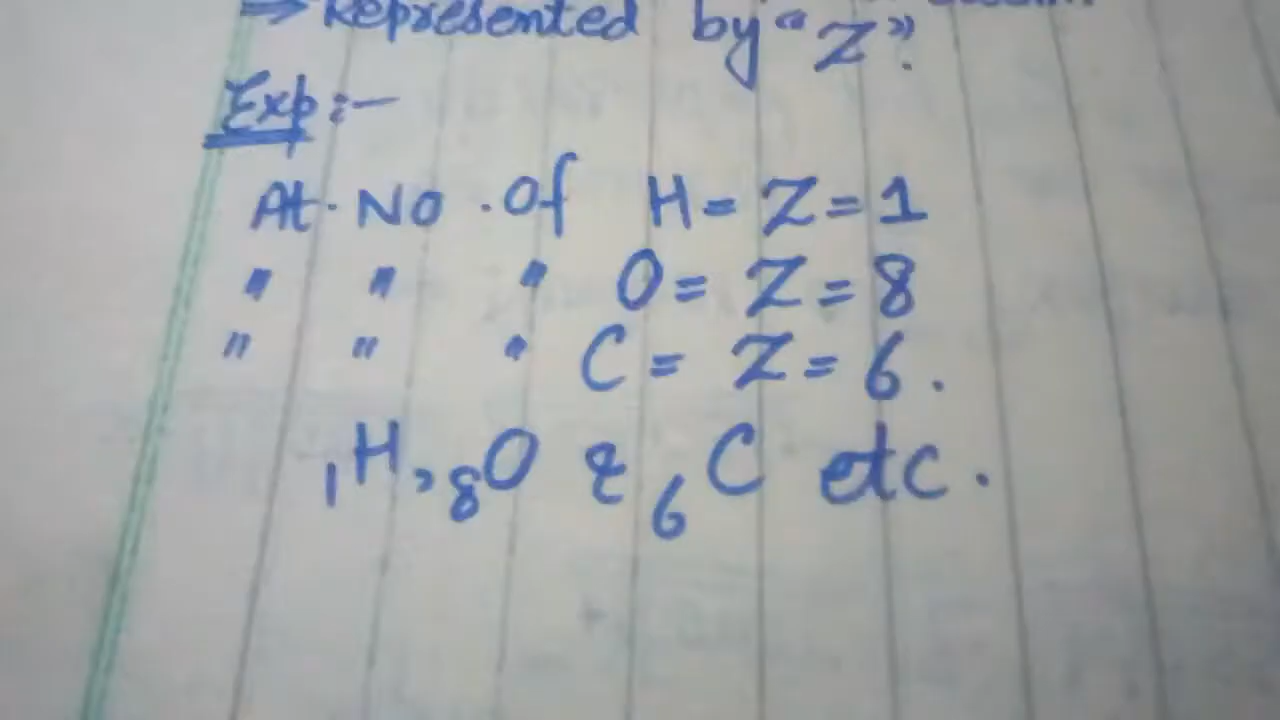 ⇒ Represented by "Z".
Exp:-
At. No. of H = Z = 1
" " " O = Z = 8
" " " C = Z = 6.
₁H, ₈O & ₆C etc.